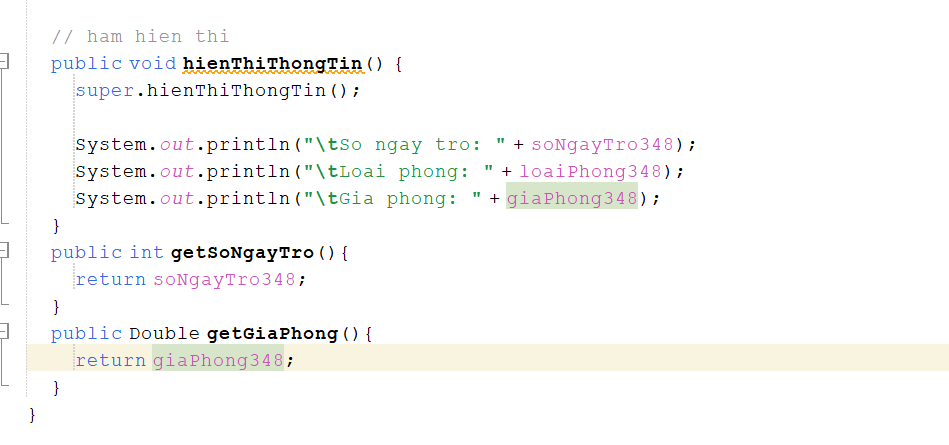 // ham hien thi
public void hienThiThongTin() {
super.hienThiThongTin();
System.out.println("\tSo ngay tro: " + soNgayTro348);
System.out.println("\tLoai phong: " + loaiPhong348);
System.out.println("\tGia phong: " + giaPhong348);
}
public int getSoNgayTro(){
return soNgayTro348;
}
public Double getGiaPhong(){
return giaPhong348;
}
}